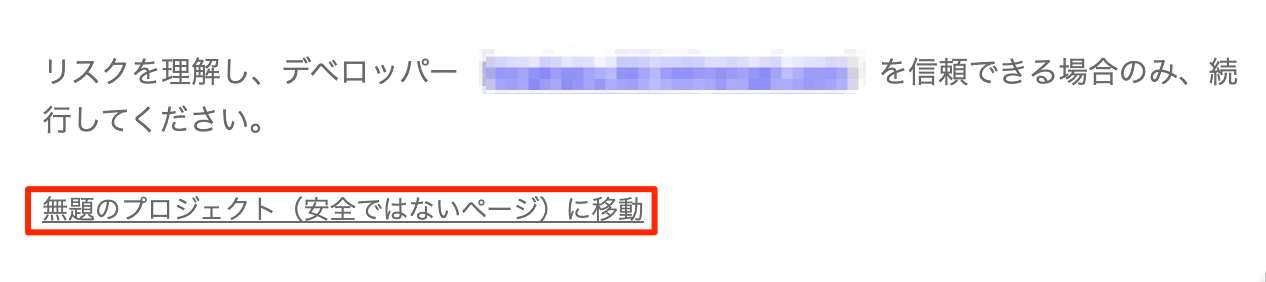 リスクを理解し、デベロッパー を信頼できる場合のみ、続
行してください。
無題のプロジェクト（安全ではないページ）に移動